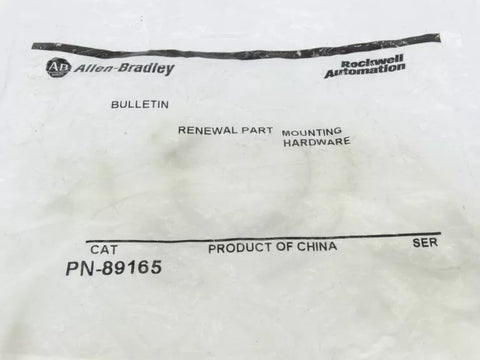 AB Allen-Bradley
Rockwell
Automation
BULLETIN
RENEWAL PART MOUNTING
HARDWARE
CAT PRODUCT OF CHINA SER
PN-89165